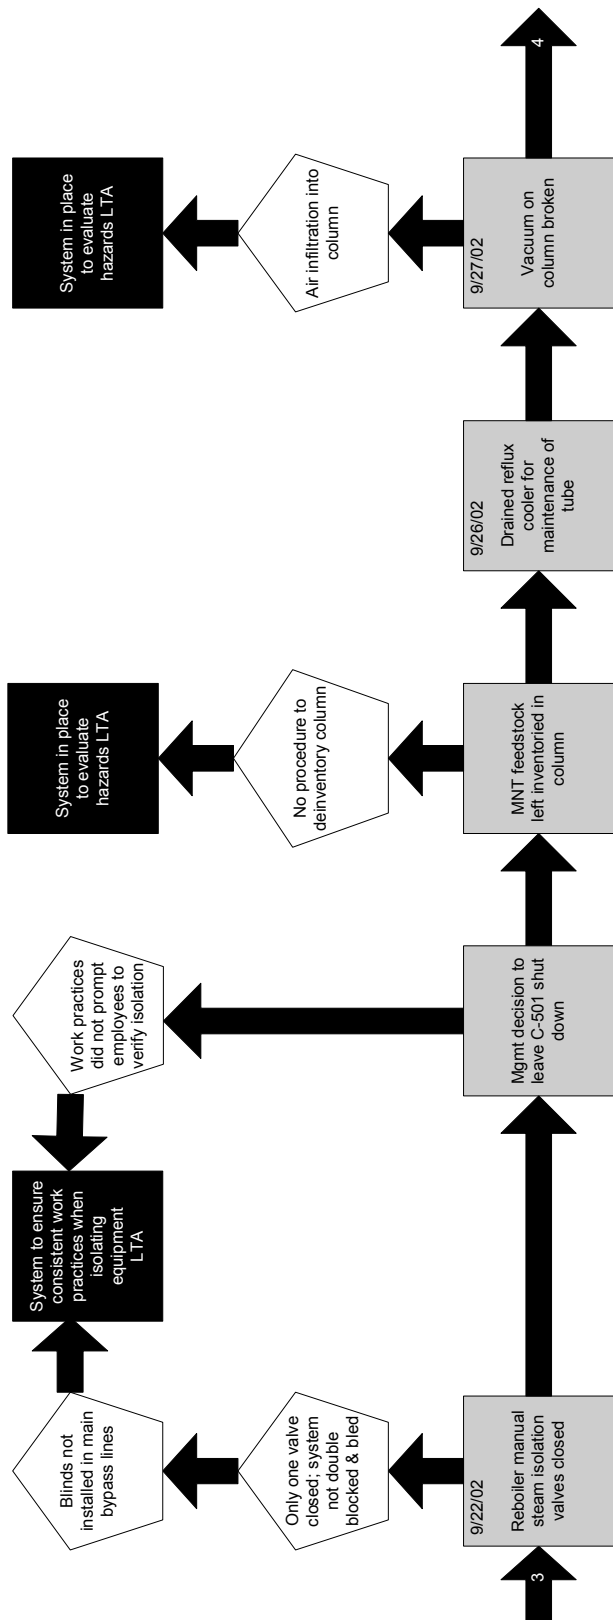 3
9/22/02
Reboiler manual
steam isolation
valves closed
Only one valve
closed; system
not double
blocked & bled
Blinds not
installed in main
bypass lines
System to ensure
consistent work
practices when
isolating
equipment
LTA
Work practices
did not prompt
employees to
verify isolation
Mgmt decision to
leave C-501 shut
down
MNT feedstock
left inventoried in
column
No procedure to
deinventory column
System in place
to evaluate
hazards LTA
9/26/02
Drained reflux
cooler for
maintenance of
tube
9/27/02
Vacuum on
column broken
Air infiltration into
column
System in place
to evaluate
hazards LTA
4